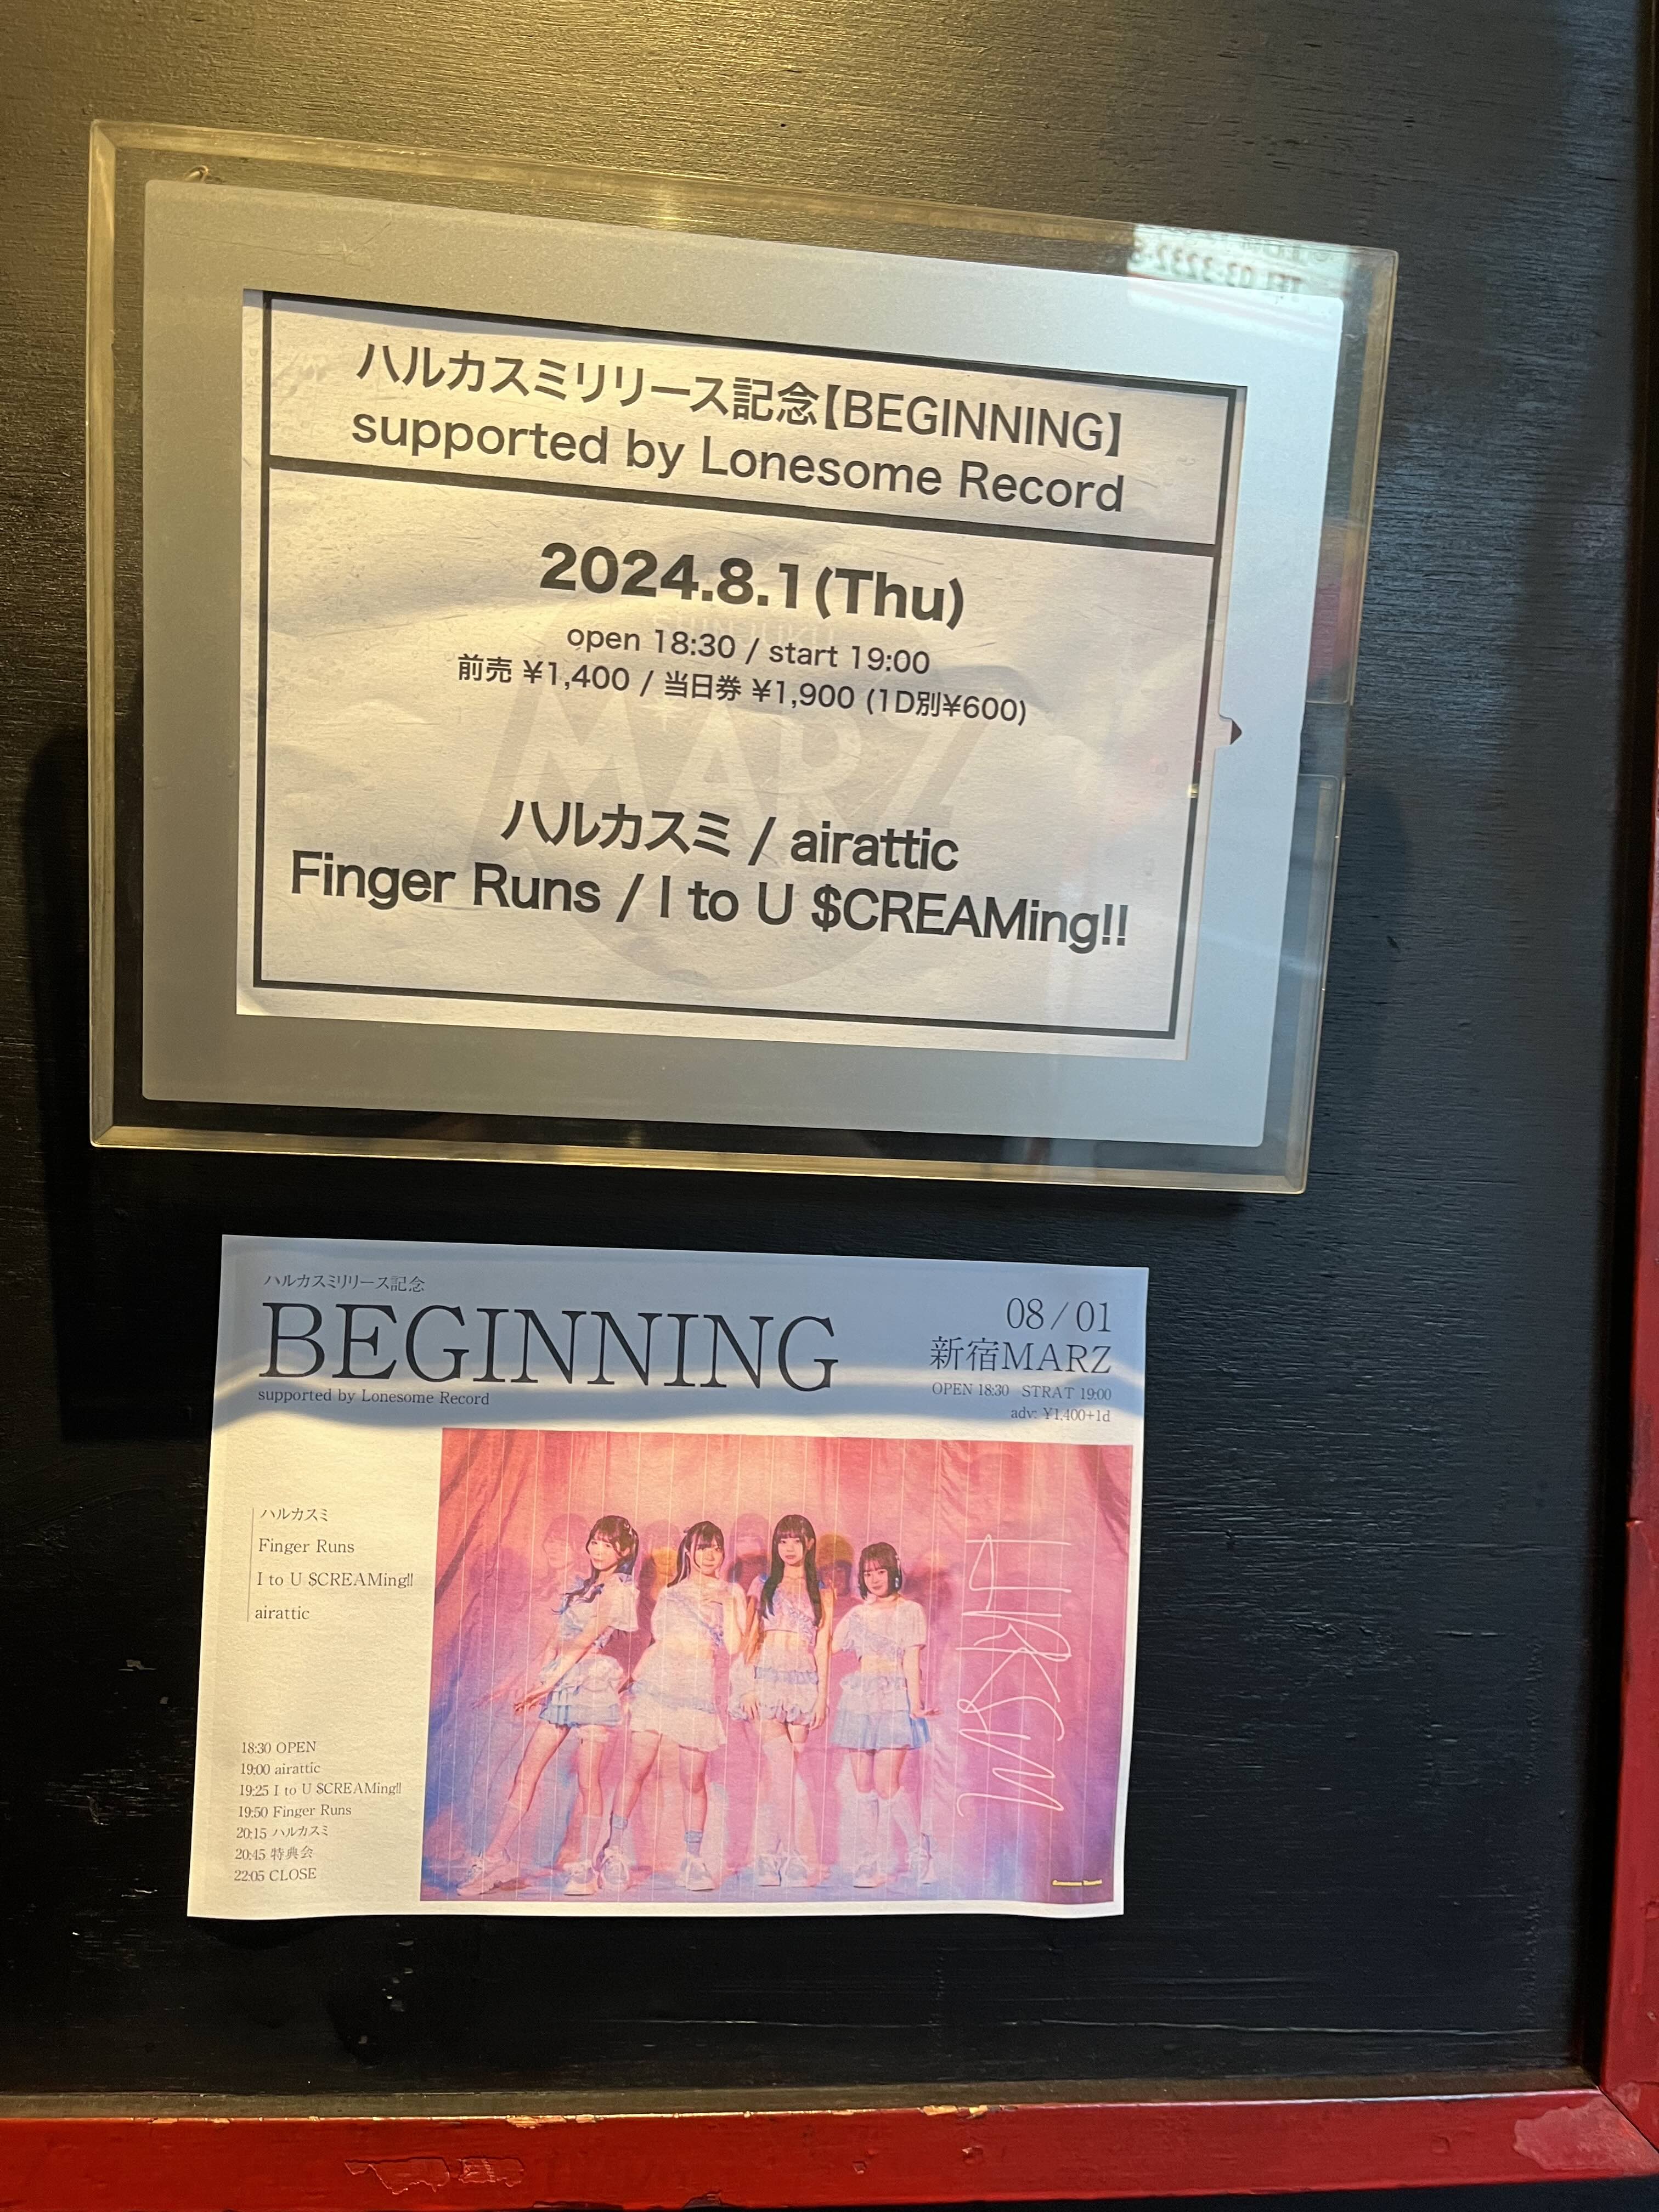 TEL 03-3232-5
ハルカスミリリース記念【BEGINNING】
supported by Lonesome Record
2024.8.1(Thu)
open 18:30 / start 19:00
前売 ¥1,400 / 当日券 ¥1,900 (1D別¥600)
MARZ
ハルカスミ / airattic
Finger Runs / I to U $CREAMing!!
ハルカスミリリース記念
BEGINNING
supported by Lonesome Record
08/01
新宿MARZ
OPEN 18:30 STRAT 19:00
adv: ¥1,400+1d
ハルカスミ
Finger Runs
I to U $CREAMing!!
airattic
HRKSM
18:30 OPEN
19:00 airattic
19:25 I to U $CREAMing!!
19:50 Finger Runs
20:15 ハルカスミ
20:45 特典会
22:05 CLOSE